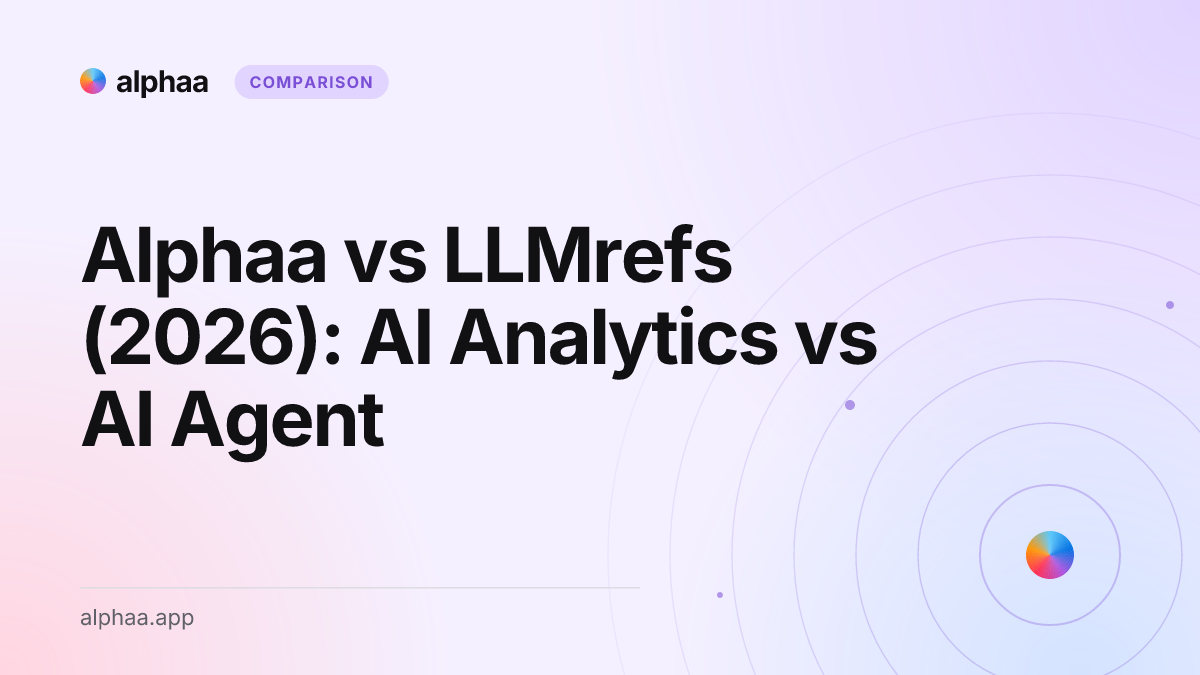 alphaa
COMPARISON
Alphaa vs LLMrefs
(2026): AI Analytics vs
AI Agent
alphaa.app